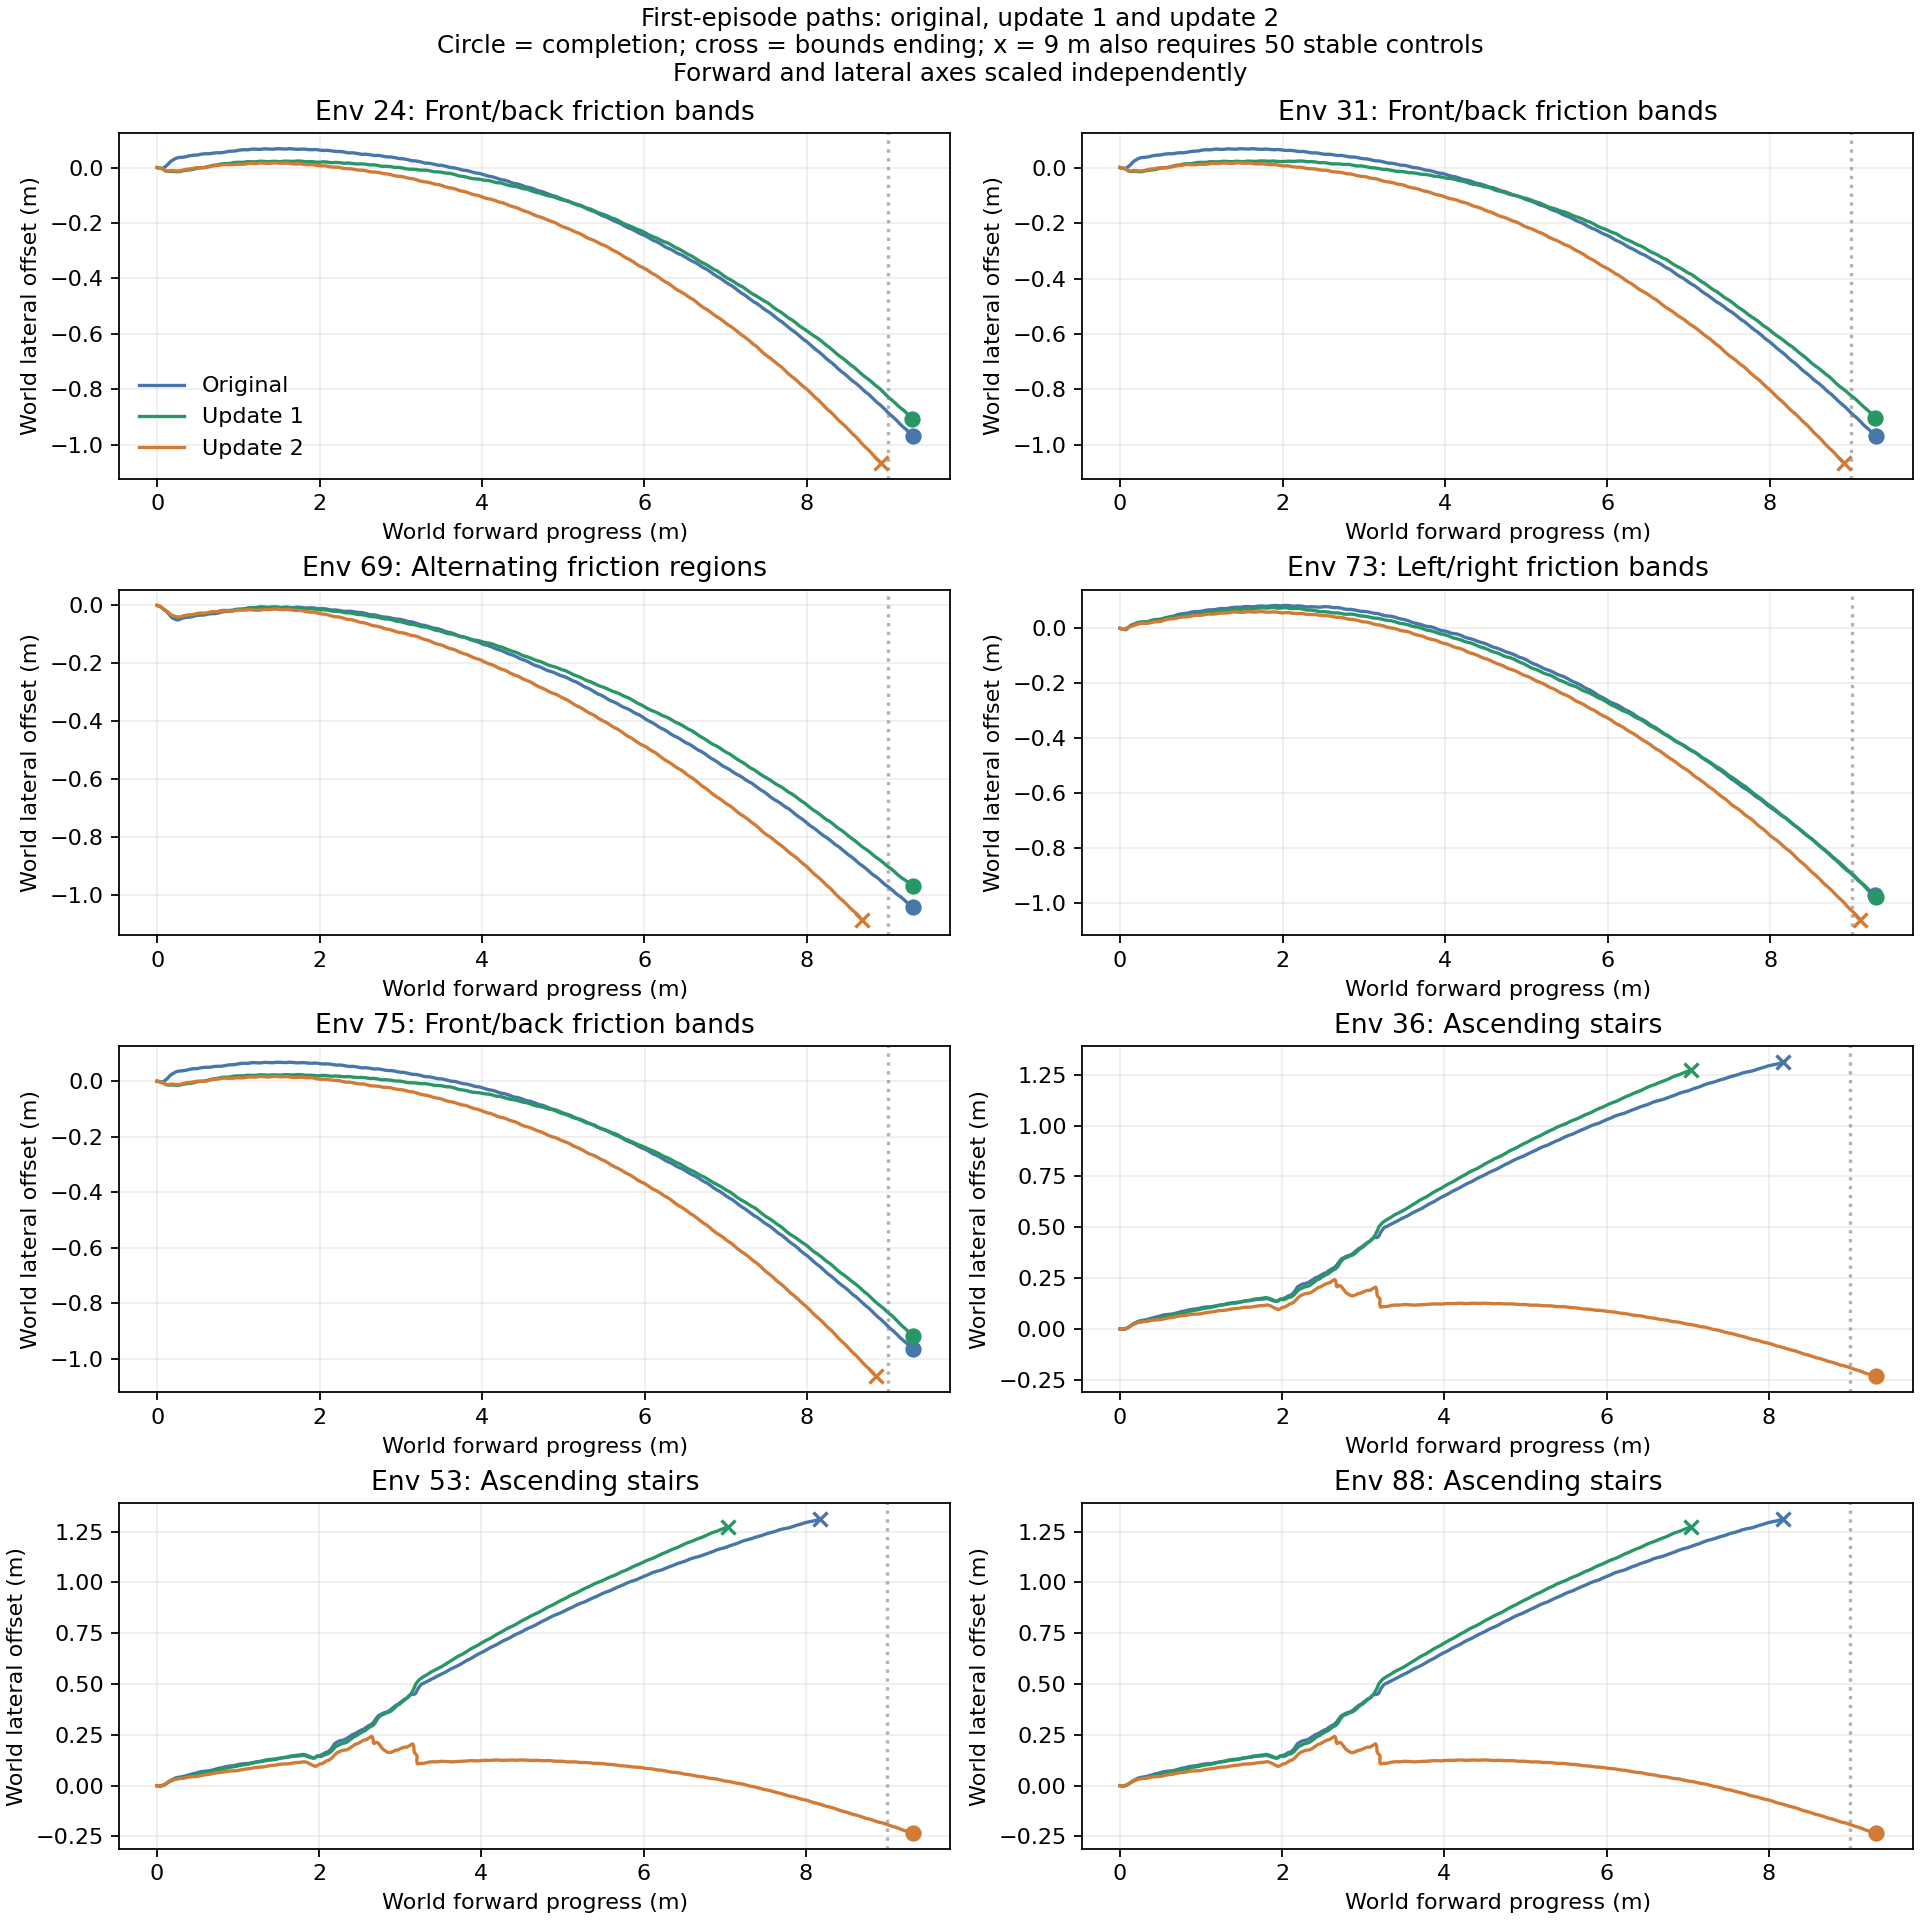 First-episode paths: original, update 1 and update 2
Circle = completion; cross = bounds ending; x = 9 m also requires 50 stable controls
Forward and lateral axes scaled independently
Env 24: Front/back friction bands
World lateral offset (m)
0.0
−0.2
−0.4
−0.6
−0.8
−1.0
Original
Update 1
Update 2
0 2 4 6 8
World forward progress (m)
Env 31: Front/back friction bands
World lateral offset (m)
0.0
−0.2
−0.4
−0.6
−0.8
−1.0
0 2 4 6 8
World forward progress (m)
Env 69: Alternating friction regions
World lateral offset (m)
0.0
−0.2
−0.4
−0.6
−0.8
−1.0
0 2 4 6 8
World forward progress (m)
Env 73: Left/right friction bands
World lateral offset (m)
0.0
−0.2
−0.4
−0.6
−0.8
−1.0
0 2 4 6 8
World forward progress (m)
Env 75: Front/back friction bands
World lateral offset (m)
0.0
−0.2
−0.4
−0.6
−0.8
−1.0
0 2 4 6 8
World forward progress (m)
Env 36: Ascending stairs
World lateral offset (m)
1.25
1.00
0.75
0.50
0.25
0.00
−0.25
0 2 4 6 8
World forward progress (m)
Env 53: Ascending stairs
World lateral offset (m)
1.25
1.00
0.75
0.50
0.25
0.00
−0.25
0 2 4 6 8
World forward progress (m)
Env 88: Ascending stairs
World lateral offset (m)
1.25
1.00
0.75
0.50
0.25
0.00
−0.25
0 2 4 6 8
World forward progress (m)